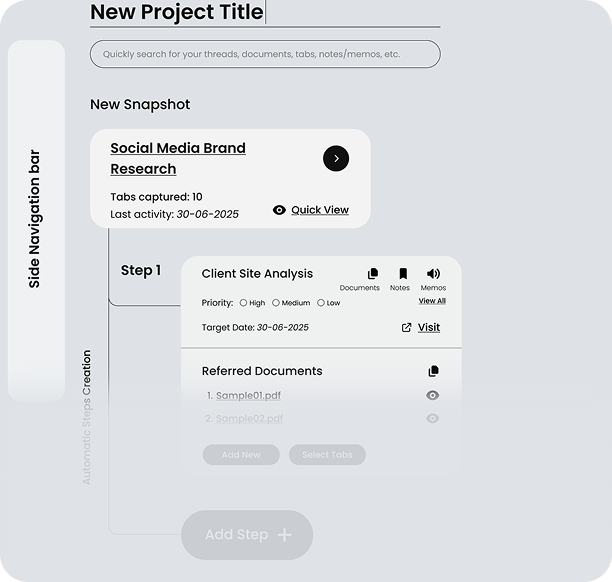 New Project Title
Quickly search for your threads, documents, tabs, notes/memos, etc.
Side Navigation bar
New Snapshot
Social Media Brand
Research
Tabs captured: 10
Last activity: 30-06-2025
Quick View
Step 1
Client Site Analysis
Documents
Notes
Memos
Priority:
High
Medium
Low
View All
Target Date: 30-06-2025
Visit
Automatic Steps Creation
Referred Documents
1. Sample01.pdf
2. Sample02.pdf
Add New
Select Tabs
Add Step